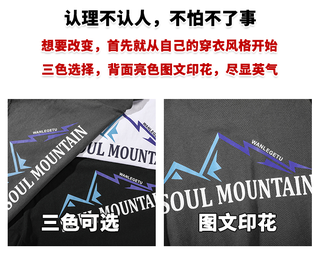 认理不认人，不怕不了事
想要改变，首先就从自己的穿衣风格开始
三色选择，背面亮色图文印花，尽显英气
WANLEGETU
SOUL MOUNTAIN
WANLEGETU
SOUL MOUNTAIN
三色可选
图文印花